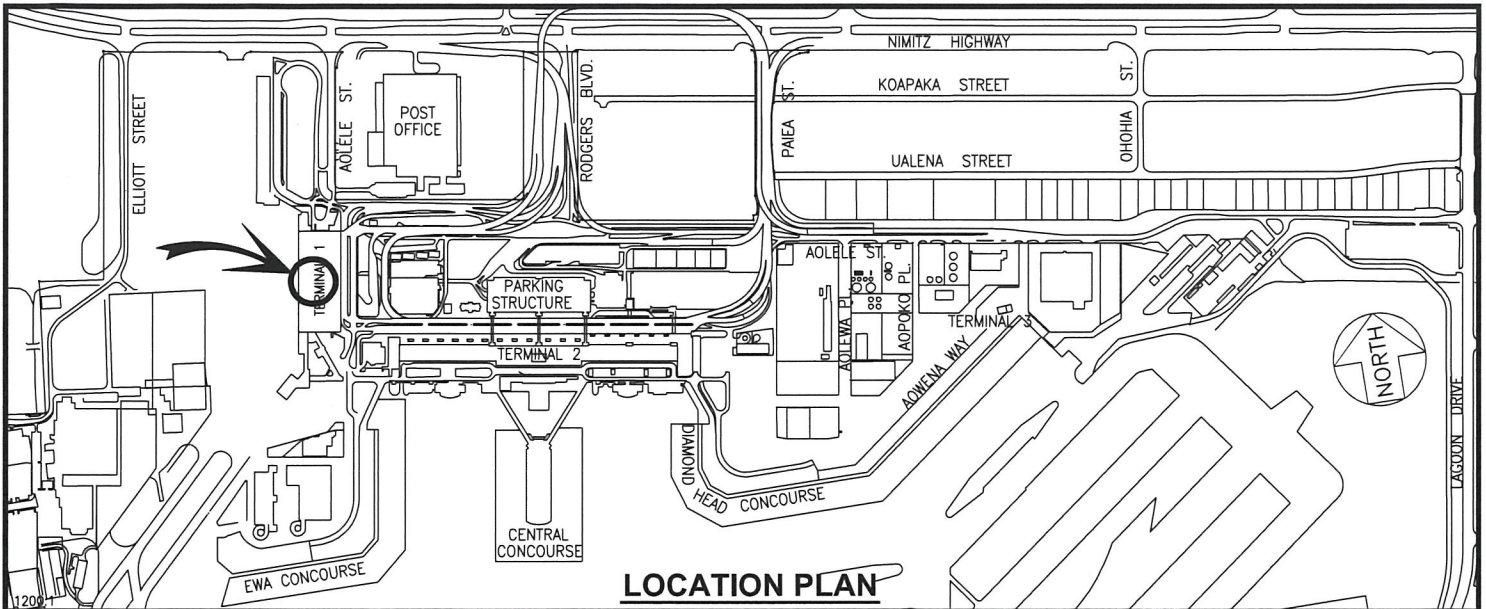 NIMITZ HIGHWAY
KOAPAKA STREET
UALENA STREET
OHOHIA ST.
PAIEA ST.
RODGERS BLVD.
AOLELE ST.
POST
OFFICE
ELLIOTT STREET
TERMINAL 1
PARKING
STRUCTURE
TERMINAL 2
AOLELE ST.
AOPOKO PL.
AOEWA PL.
TERMINAL 3
AOWENA WAY
NORTH
LAGOON DRIVE
DIAMOND
HEAD CONCOURSE
CENTRAL
CONCOURSE
EWA CONCOURSE
LOCATION PLAN